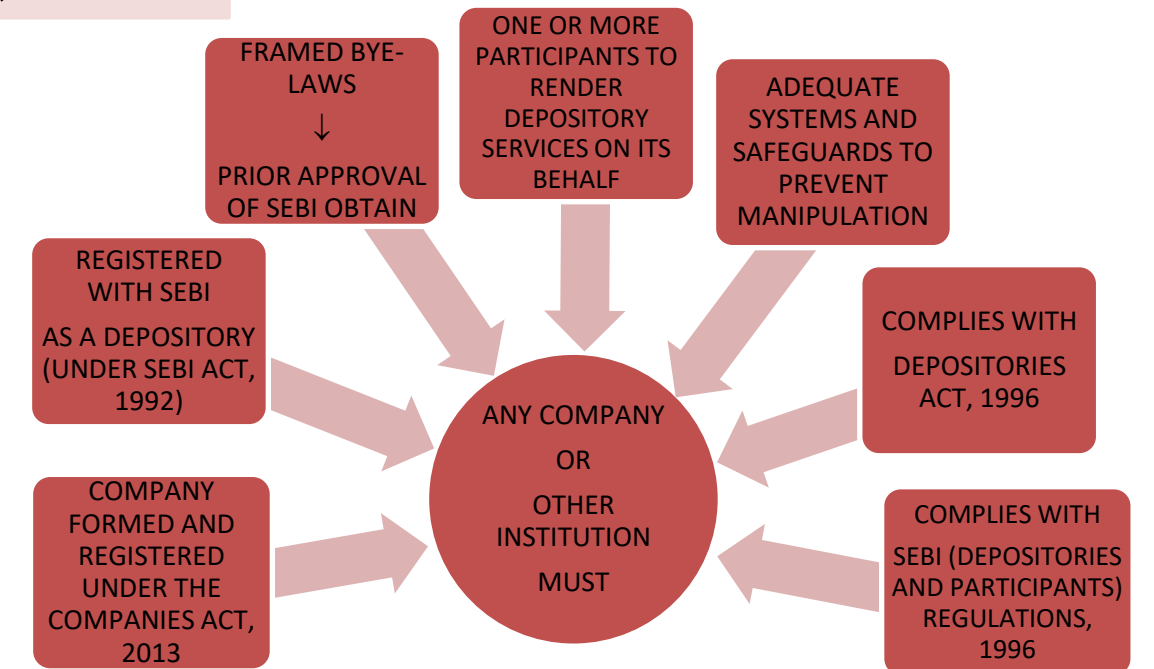 FRAMED BYE-
LAWS
↓
PRIOR APPROVAL
OF SEBI OBTAIN
ONE OR MORE
PARTICIPANTS TO
RENDER
DEPOSITORY
SERVICES ON ITS
BEHALF
ADEQUATE
SYSTEMS AND
SAFEGUARDS TO
PREVENT
MANIPULATION
REGISTERED
WITH SEBI
AS A DEPOSITORY
(UNDER SEBI ACT,
1992)
COMPLIES WITH
DEPOSITORIES
ACT, 1996
ANY COMPANY
OR
OTHER
INSTITUTION
MUST
COMPANY
FORMED AND
REGISTERED
UNDER THE
COMPANIES ACT,
2013
COMPLIES WITH
SEBI (DEPOSITORIES
AND PARTICIPANTS)
REGULATIONS,
1996